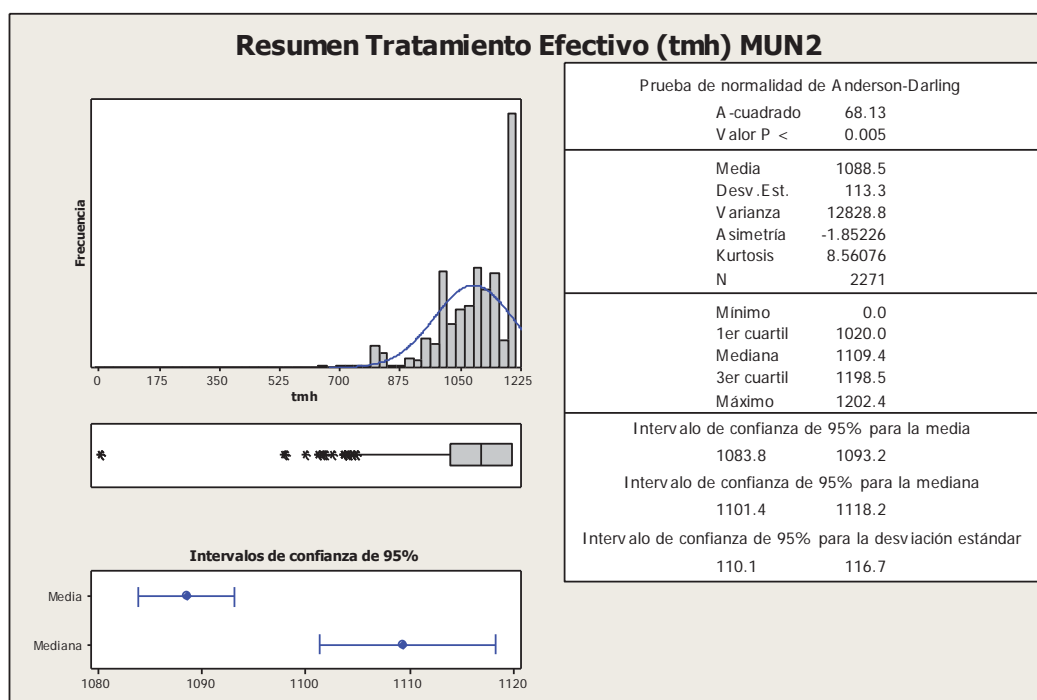 Resumen Tratamiento Efectivo (tmh) MUN2
Frecuencia
0 175 350 525 700 875 1050 1225
tmh
Intervalos de confianza de 95%
Media
Mediana
1080 1090 1100 1110 1120
Prueba de normalidad de Anderson-Darling
A-cuadrado 68.13
Valor P < 0.005
Media 1088.5
Desv.Est. 113.3
Varianza 12828.8
Asimetría -1.85226
Kurtosis 8.56076
N 2271
Mínimo 0.0
1er cuartil 1020.0
Mediana 1109.4
3er cuartil 1198.5
Máximo 1202.4
Intervalo de confianza de 95% para la media
1083.8 1093.2
Intervalo de confianza de 95% para la mediana
1101.4 1118.2
Intervalo de confianza de 95% para la desviación estándar
110.1 116.7